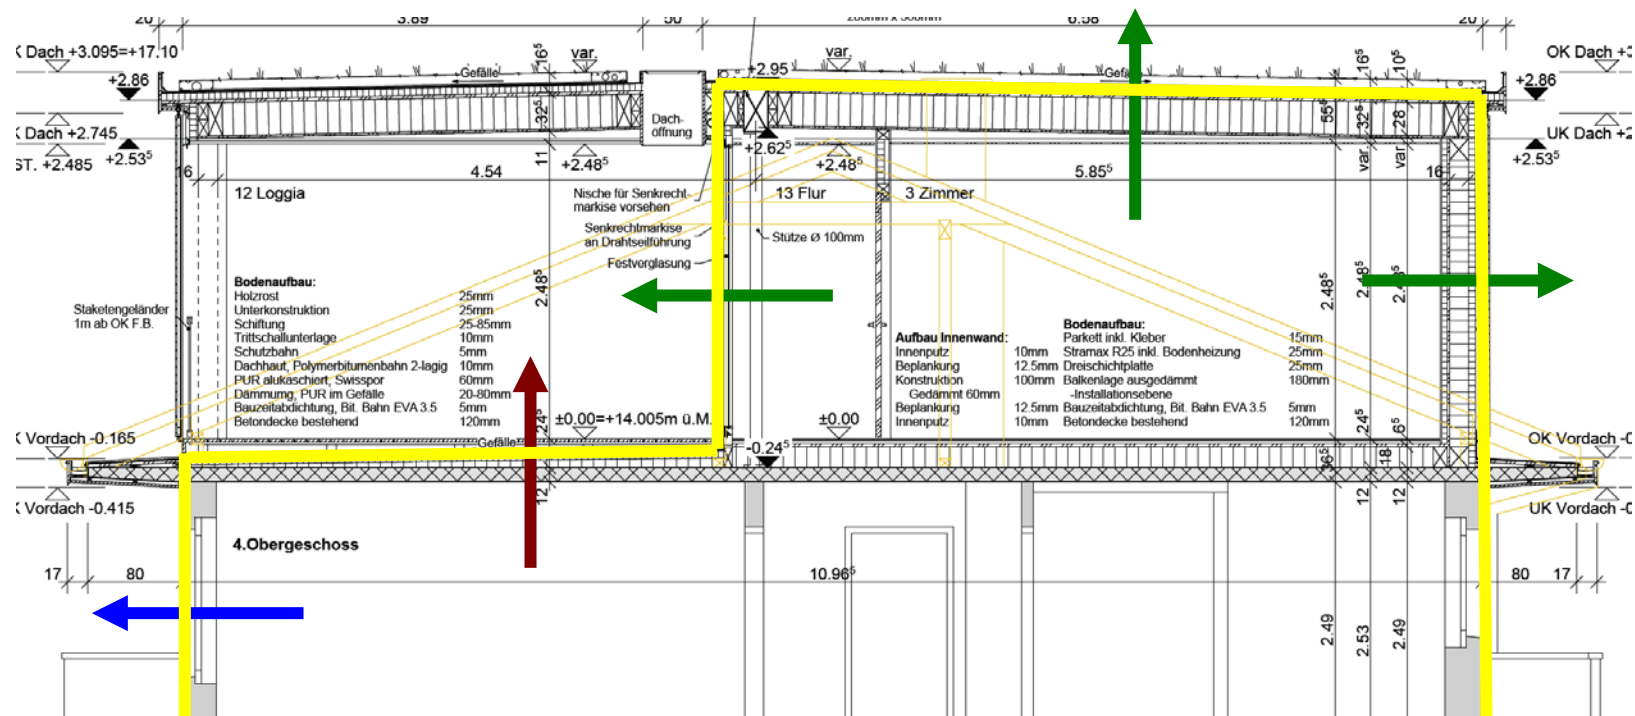 20 3.89 50 200mm x 300mm 6.58 20
K Dach +3.095=+17.10
+2.86
var.
16⁵
Gefälle
+2.95
var.
Gefälle
16⁵
10⁵
+2.86
OK Dach +3
K Dach +2.745
+2.53⁵
ST. +2.485
32⁵
11
+2.48⁵
Dach-
öffnung
+2.62⁵
+2.48⁵
55⁵
32⁵
28
var.
var.
UK Dach +2
+2.53⁵
16 4.54 5.85⁵ 16
12 Loggia
Nische für Senkrecht-
markise vorsehen
Senkrechtmarkise
an Drahtseilführung
Festverglasung
13 Flur
3 Zimmer
Stütze Ø 100mm
Staketengeländer
1m ab OK F.B.
Bodenaufbau:
Holzrost 25mm
Unterkonstruktion 25mm
Schiftung 25-85mm
Trittschallunterlage 10mm
Schutzbahn 5mm
Dachhaut, Polymerbitumenbahn 2-lagig 10mm
PUR alukaschiert, Swisspor 60mm
Dämmung, PUR im Gefälle 20-80mm
Bauzeitabdichtung, Bit. Bahn EVA 3.5 5mm
Betondecke bestehend 120mm
2.48⁵
24⁵
Aufbau Innenwand:
Innenputz 10mm
Beplankung 12.5mm
Konstruktion 100mm
Gedämmt 60mm
Beplankung 12.5mm
Innenputz 10mm
Bodenaufbau:
Parkett inkl. Kleber 15mm
Stramax R25 inkl. Bodenheizung 25mm
Dreischichtplatte 25mm
Balkenlage ausgedämmt 180mm
-Installationsebene
Bauzeitabdichtung, Bit. Bahn EVA 3.5 5mm
Betondecke bestehend 120mm
2.48⁵
2.48⁵
24⁵
6⁵
±0.00=+14.005m ü.M.
±0.00
K Vordach -0.165
Gefälle
-0.24⁵
36⁵
18
OK Vordach -0
K Vordach -0.415
12
12
12
UK Vordach -0
4.Obergeschoss
17 80 10.96⁵ 80 17
2.49
2.53
2.49